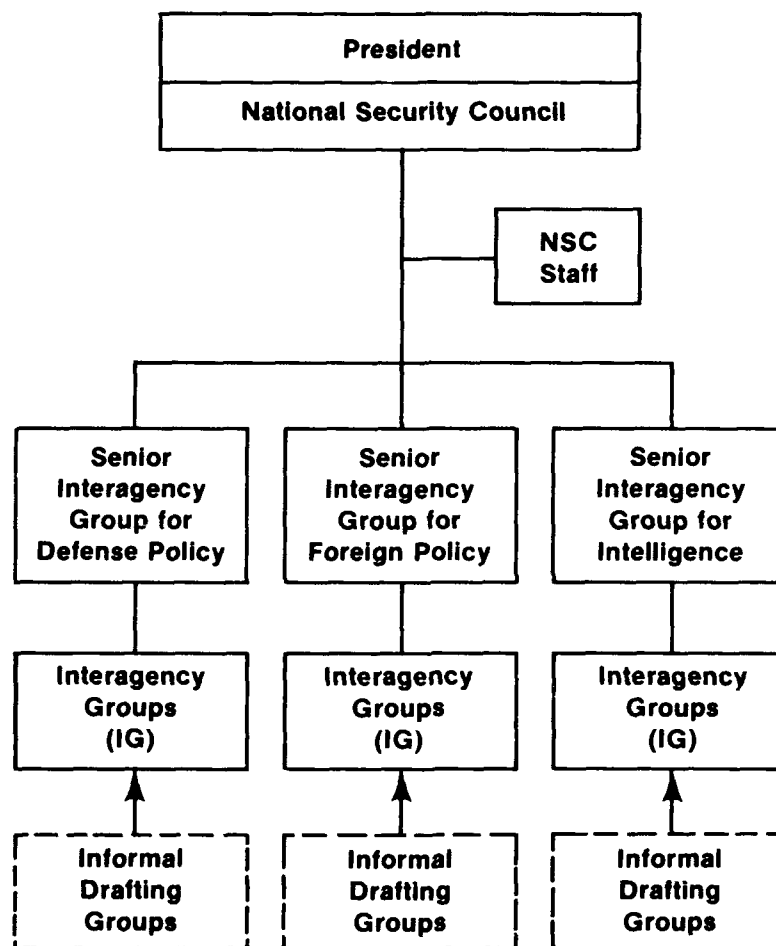 President
National Security Council
NSC
Staff
Senior
Interagency
Group for
Defense Policy
Senior
Interagency
Group for
Foreign Policy
Senior
Interagency
Group for
Intelligence
Interagency
Groups
(IG)
Interagency
Groups
(IG)
Interagency
Groups
(IG)
Informal
Drafting
Groups
Informal
Drafting
Groups
Informal
Drafting
Groups